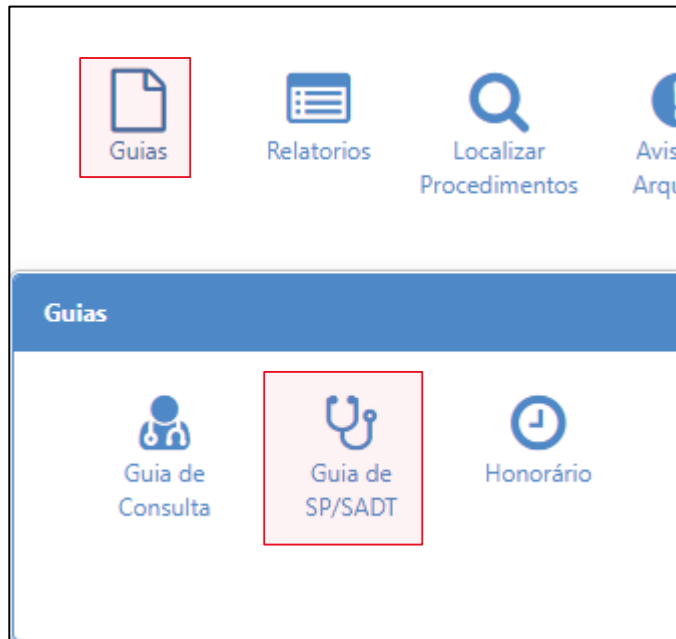 Guias
Relatorios
Localizar
Procedimentos
Guias
Guia de
Consulta
Guia de
SP/SADT
Honorário